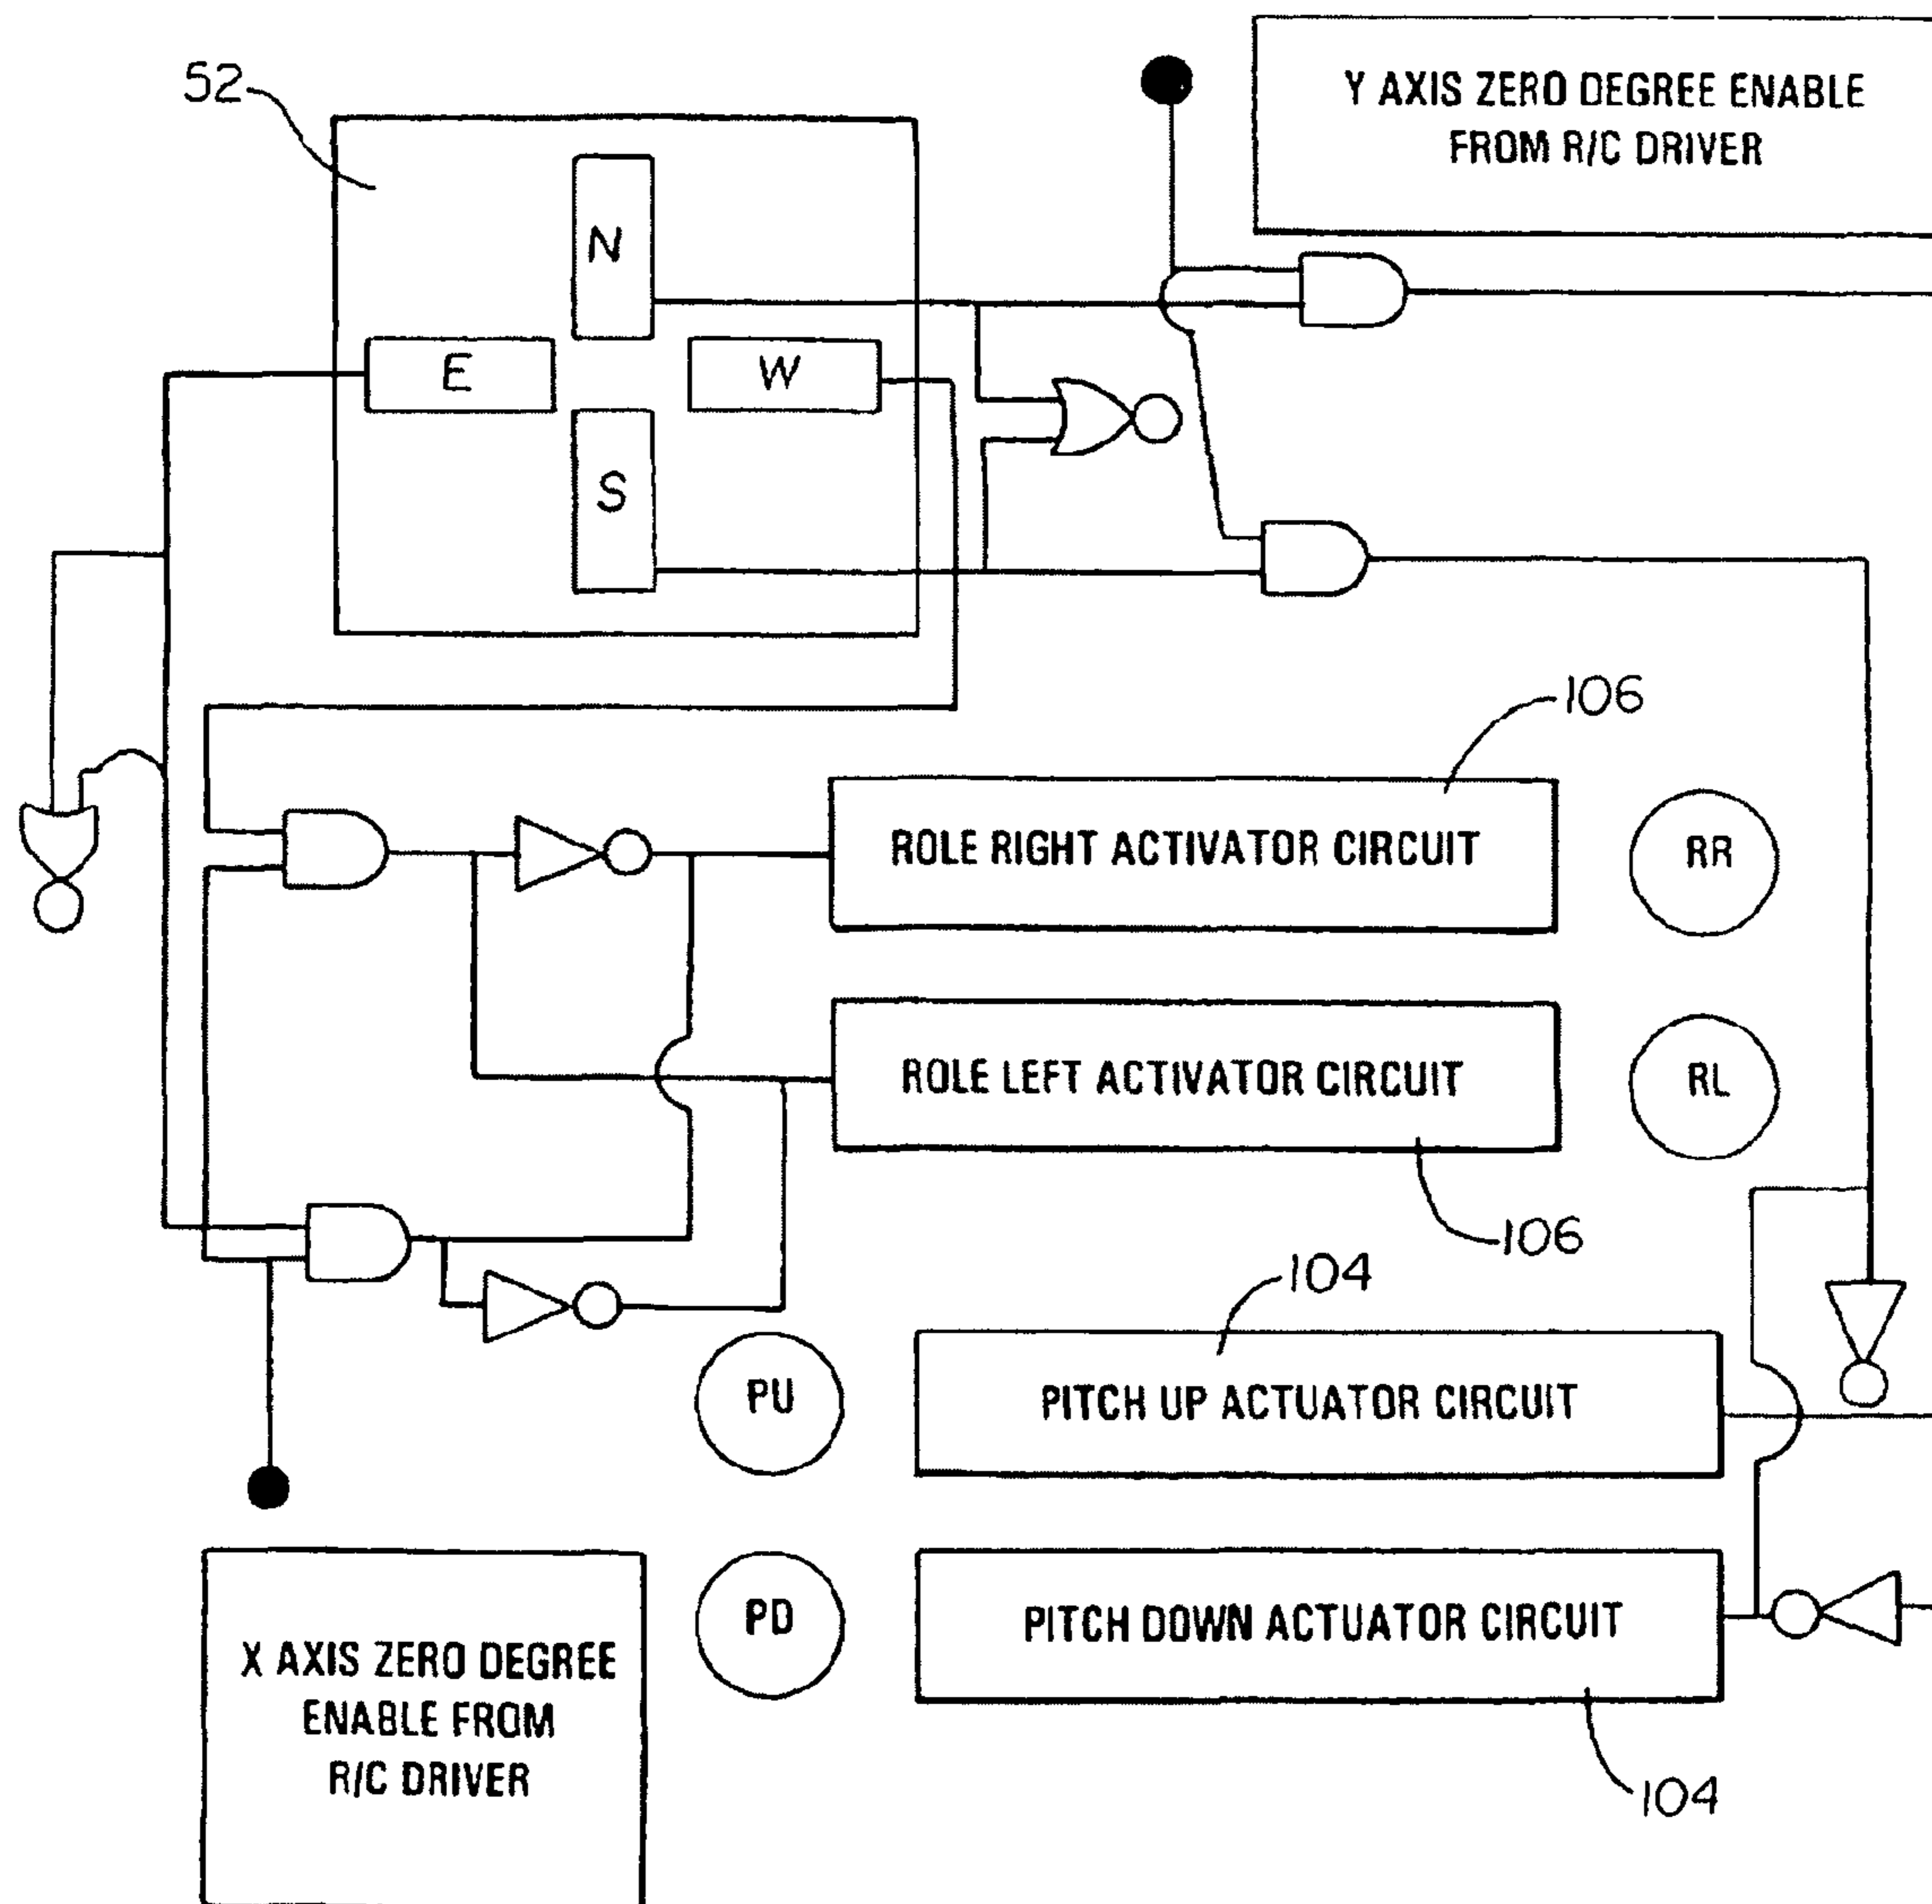 52
Y AXIS ZERO DEGREE ENABLE
FROM R/C DRIVER
N
E
W
S
106
ROLE RIGHT ACTIVATOR CIRCUIT
RR
ROLE LEFT ACTIVATOR CIRCUIT
RL
106
104
PU
PITCH UP ACTUATOR CIRCUIT
PD
PITCH DOWN ACTUATOR CIRCUIT
X AXIS ZERO DEGREE
ENABLE FROM
R/C DRIVER
104